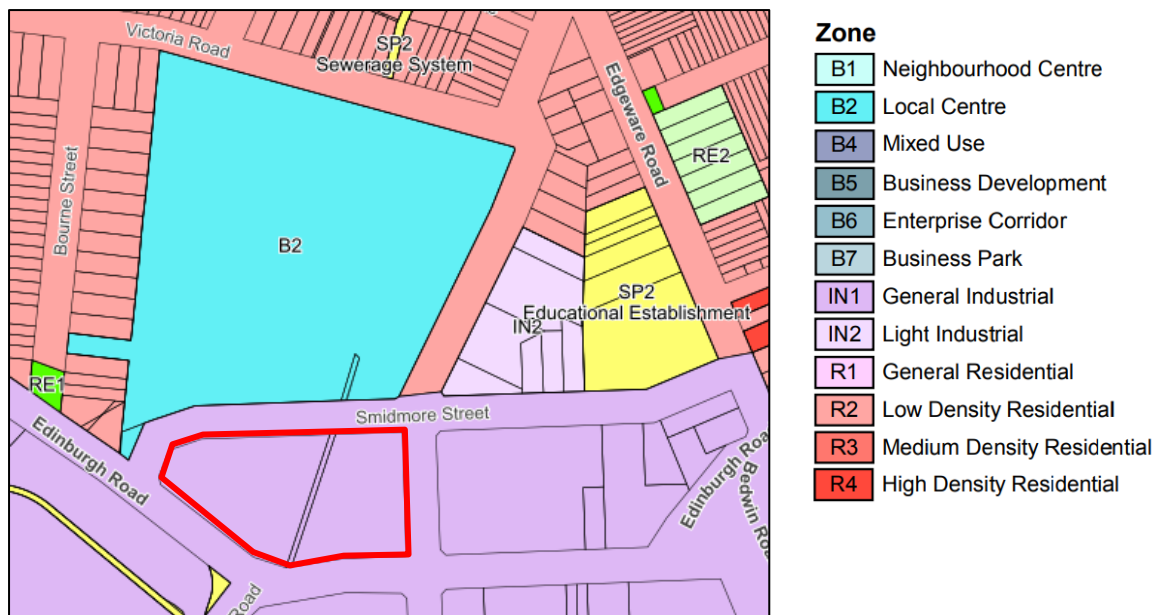 Victoria Road
SP2
Sewerage System
Edgeware Road
Bourne Street
RE2
B2
SP2
Educational Establishment
IN2
RE1
Smidmore Street
Edinburgh Road
Edinburgh Roa
Bedwin Roa
Road
Zone
B1 Neighbourhood Centre
B2 Local Centre
B4 Mixed Use
B5 Business Development
B6 Enterprise Corridor
B7 Business Park
IN1 General Industrial
IN2 Light Industrial
R1 General Residential
R2 Low Density Residential
R3 Medium Density Residential
R4 High Density Residential